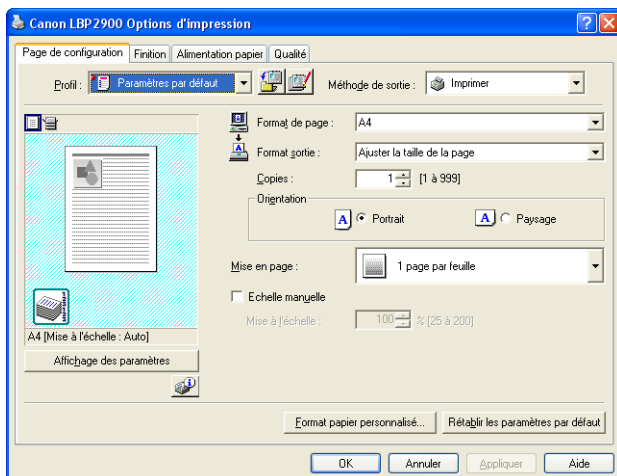 Canon LBP2900 Options d'impression
Page de configuration Finition Alimentation papier Qualité
Profil : Paramètres par défaut Méthode de sortie : Imprimer
Format de page : A4
Format sortie : Ajuster la taille de la page
Copies : 1 [1 à 999]
Orientation
A Portrait A Paysage
Mise en page : 1 page par feuille
Echelle manuelle
Mise à l'échelle : 100 % [25 à 200]
A4 [Mise à l'échelle : Auto]
Affichage des paramètres
Format papier personnalisé... Rétablir les paramètres par défaut
OK Annuler Appliquer Aide